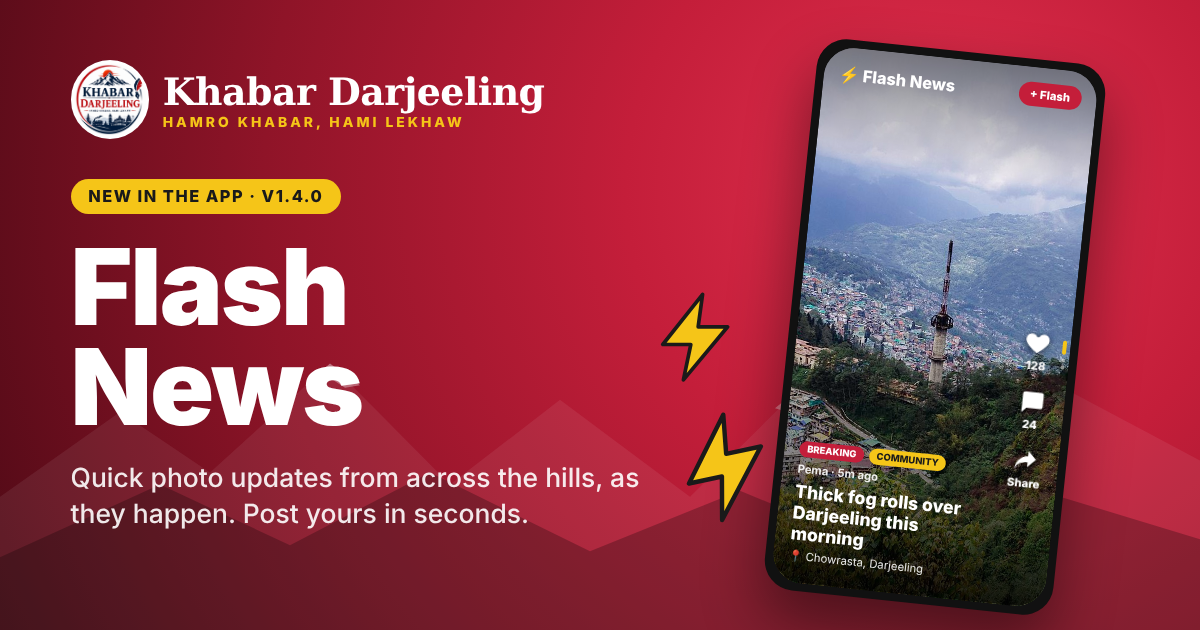 KHABAR
DARJEELING
Khabar Darjeeling
HAMRO KHABAR, HAMI LEKHAW
NEW IN THE APP · V1.4.0
Flash
News
Quick photo updates from across the hills, as
they happen. Post yours in seconds.
⚡ Flash News
+ Flash
128
24
Share
BREAKING
COMMUNITY
Pema · 5m ago
Thick fog rolls over
Darjeeling this
morning
📍 Chowrasta, Darjeeling